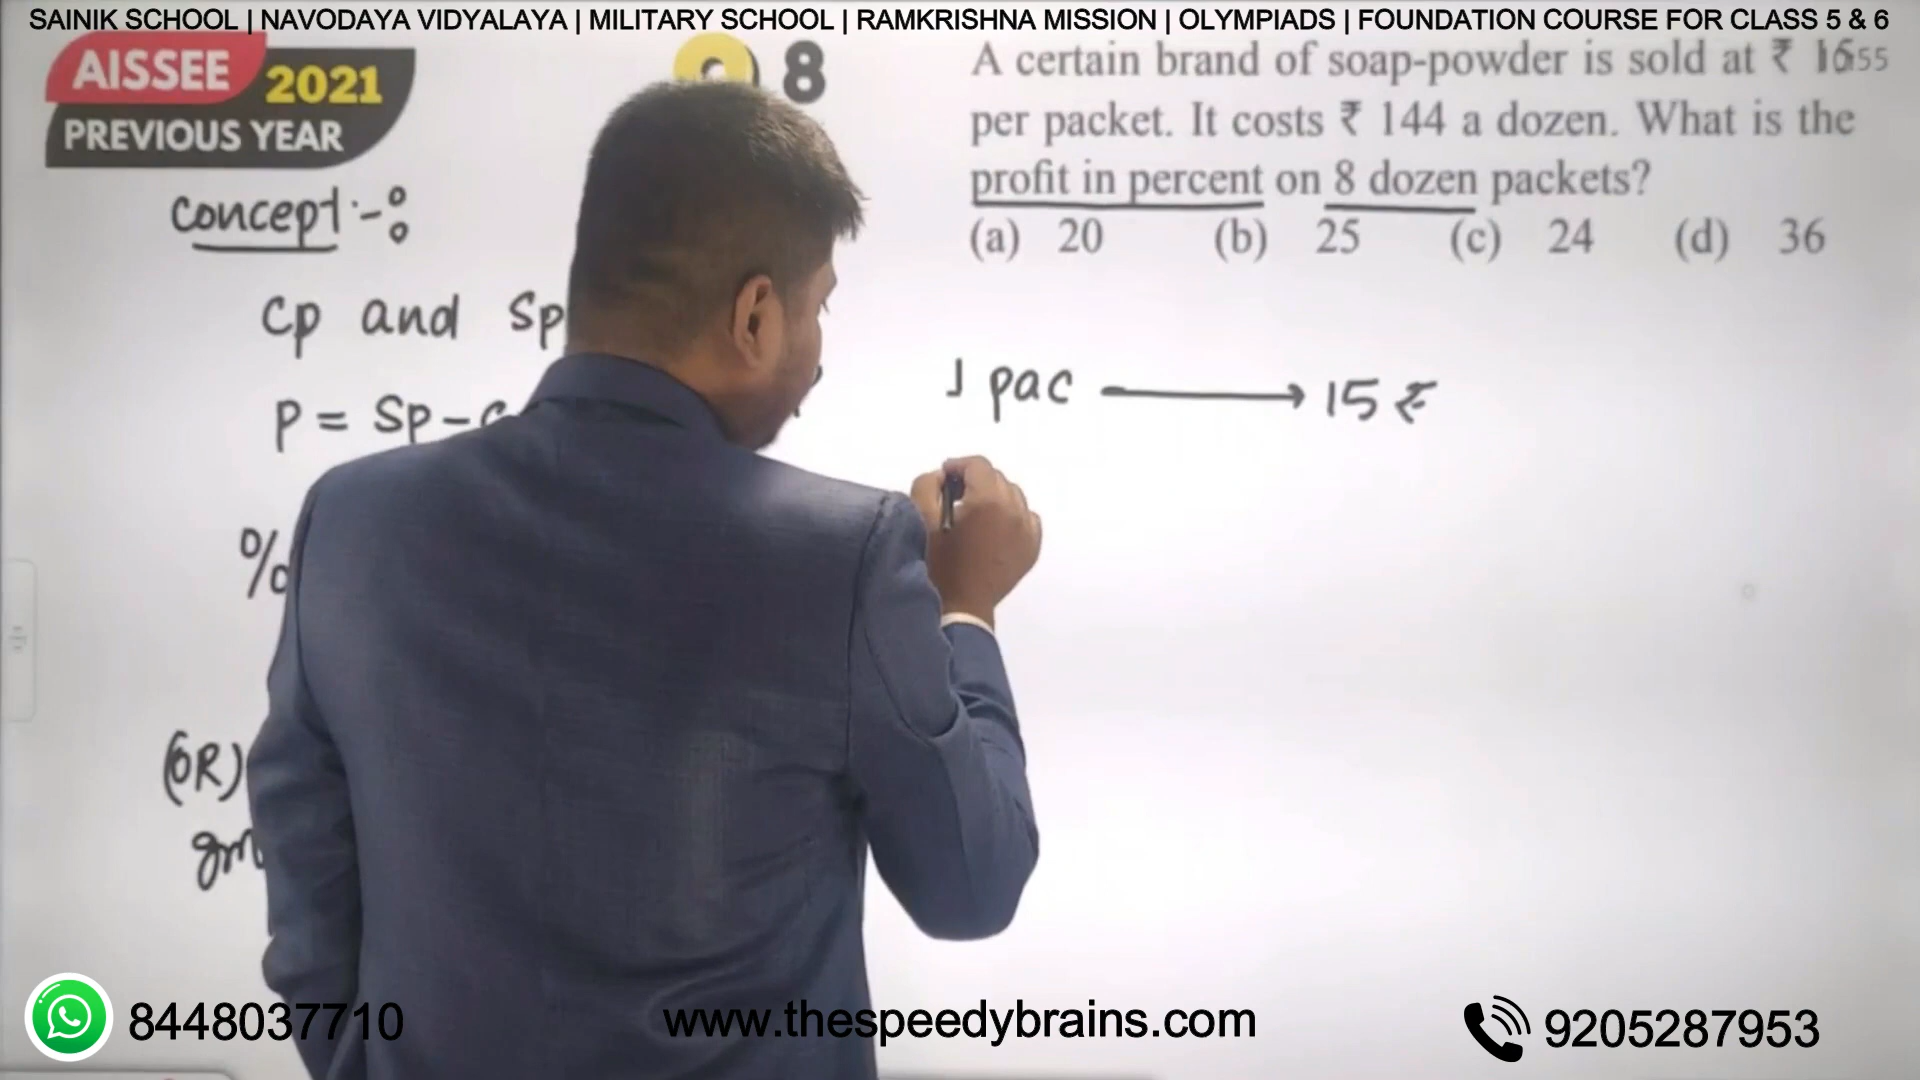 SAINIK SCHOOL | NAVODAYA VIDYALAYA | MILITARY SCHOOL | RAMKRISHNA MISSION | OLYMPIADS | FOUNDATION COURSE FOR CLASS 5 & 6
AISSEE 2021
PREVIOUS YEAR
Q 8
A certain brand of soap-powder is sold at ₹
per packet. It costs ₹ 144 a dozen. What is the
profit in percent on 8 dozen packets?
(a) 20 (b) 25 (c) 24 (d) 36
Concept :-
Cp and Sp
P = Sp -
%
(OR)
1 pac → 15 ₹
8448037710
www.thespeedybrains.com
9205287953